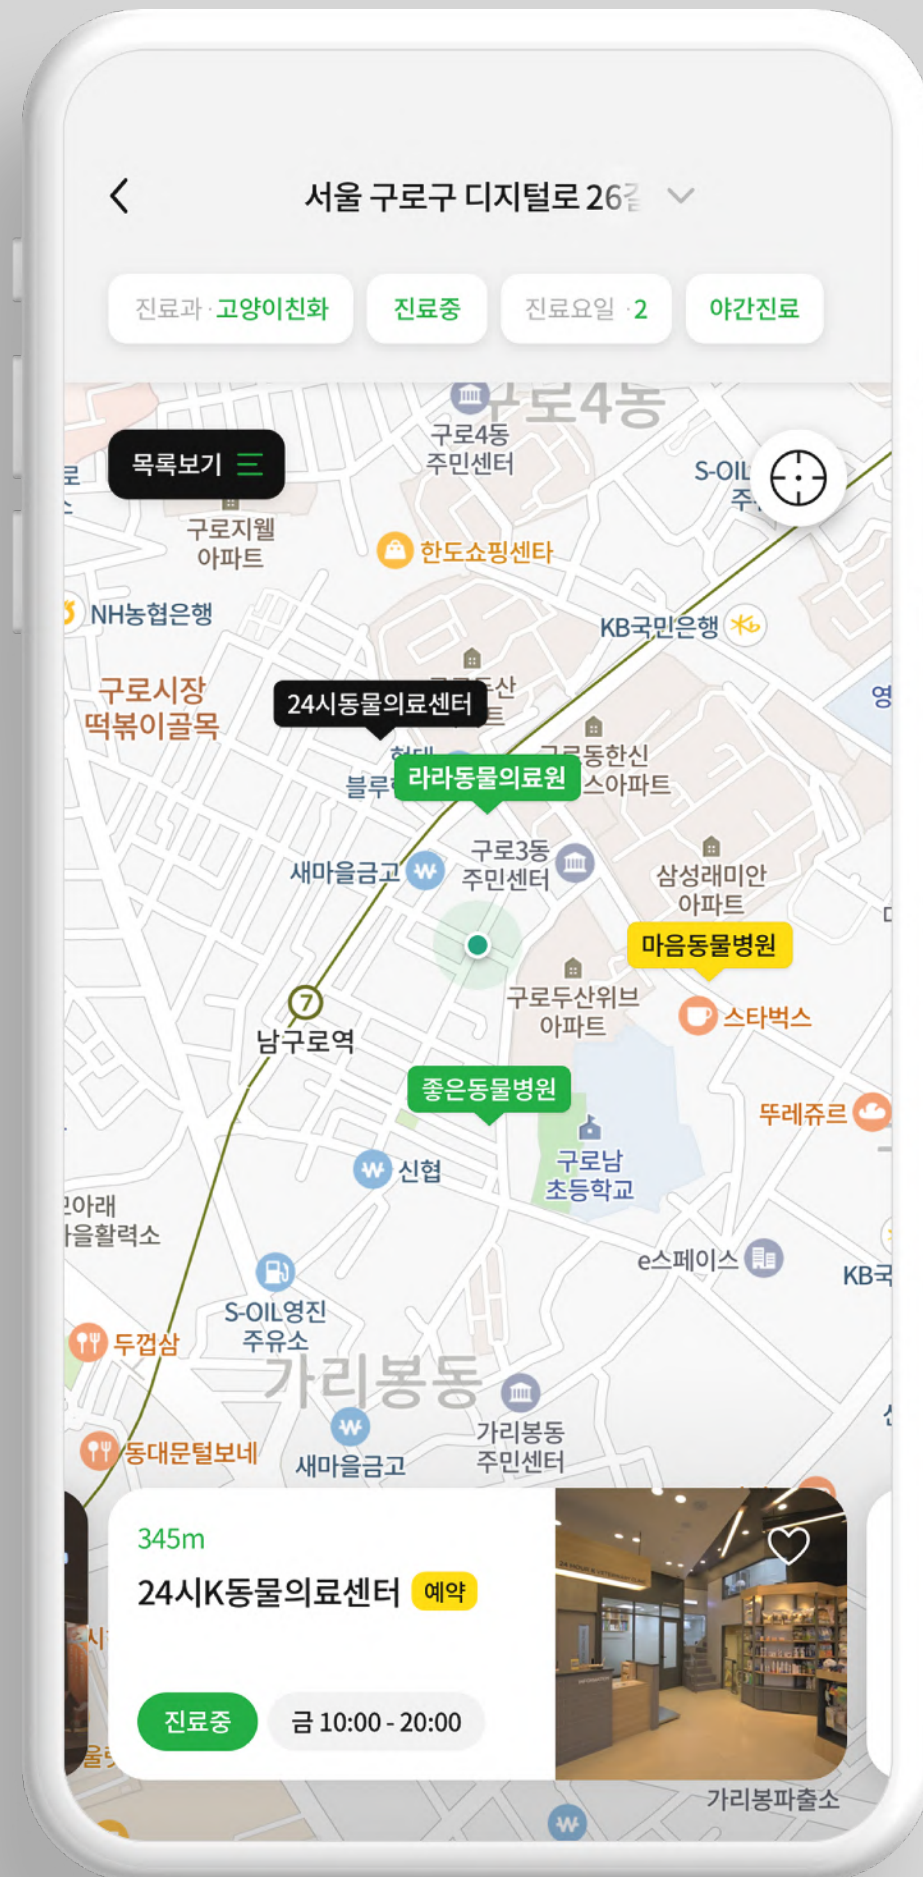 서울 구로구 디지털로 26길
진료과 · 고양이친화
진료중
진료요일 · 2
야간진료
구로4동
구로4동
주민센터
목록보기
S-OIL
구로지웰
아파트
한도쇼핑센타
NH농협은행
KB국민은행
구로시장
떡볶이골목
24시동물의료센터
라라동물의료원
구로동한신
스아파트
새마을금고
구로3동
주민센터
삼성래미안
아파트
마음동물병원
구로두산위브
아파트
스타벅스
7
남구로역
좋은동물병원
뚜레쥬르
신협
구로남
초등학교
e스페이스
S-OIL영진
주유소
두껍삼
가리봉동
가리봉동
주민센터
동대문털보네
새마을금고
345m
24시K동물의료센터 예약
진료중
금 10:00 - 20:00
가리봉파출소